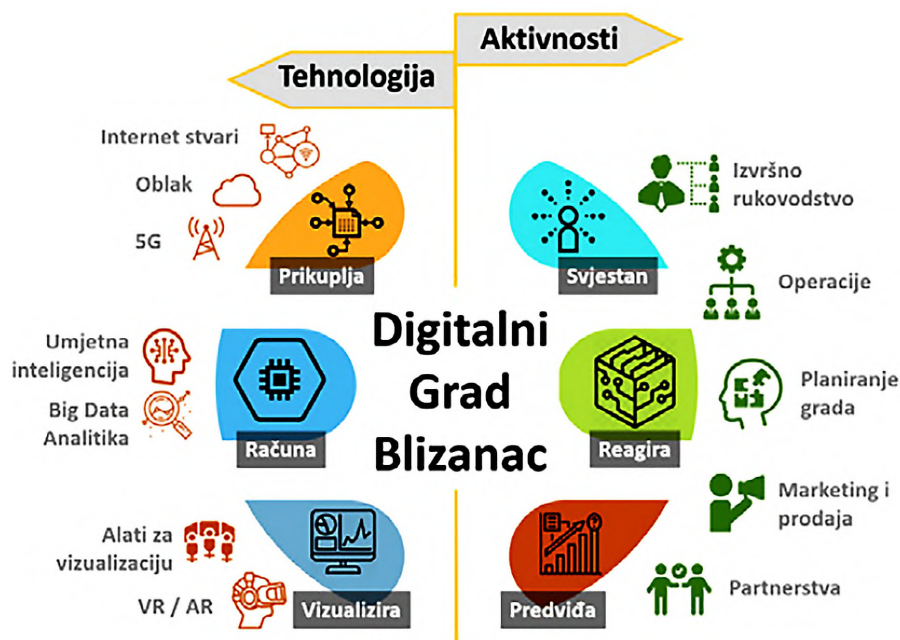 Aktivnosti
Tehnologija
Internet stvari
Oblak
5G
Prikuplja
Umjetna
inteligencija
Big Data
Analitika
Računa
Alati za
vizualizaciju
VR / AR
Vizualizira
Digitalni
Grad
Blizanac
Svjestan
Izvršno
rukovodstvo
Operacije
Reagira
Planiranje
grada
Marketing i
prodaja
Predviđa
Partnerstva